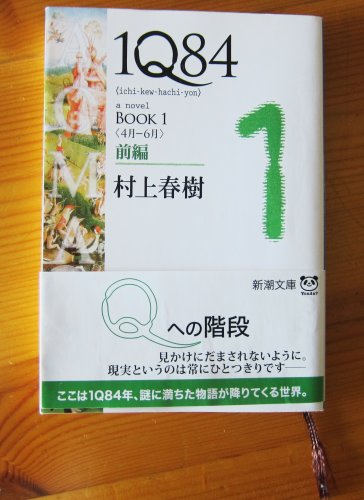 1Q84
〈ichi-kew-hachi-yon〉
a novel
BOOK 1
〈4月−6月〉
前編
村上春樹
1
AOMA
新潮文庫
Yonda?
Qへの階段
見かけにだまされないように。
現実というのは常にひとつきりです――
ここは1Q84年、謎に満ちた物語が降りてくる世界。